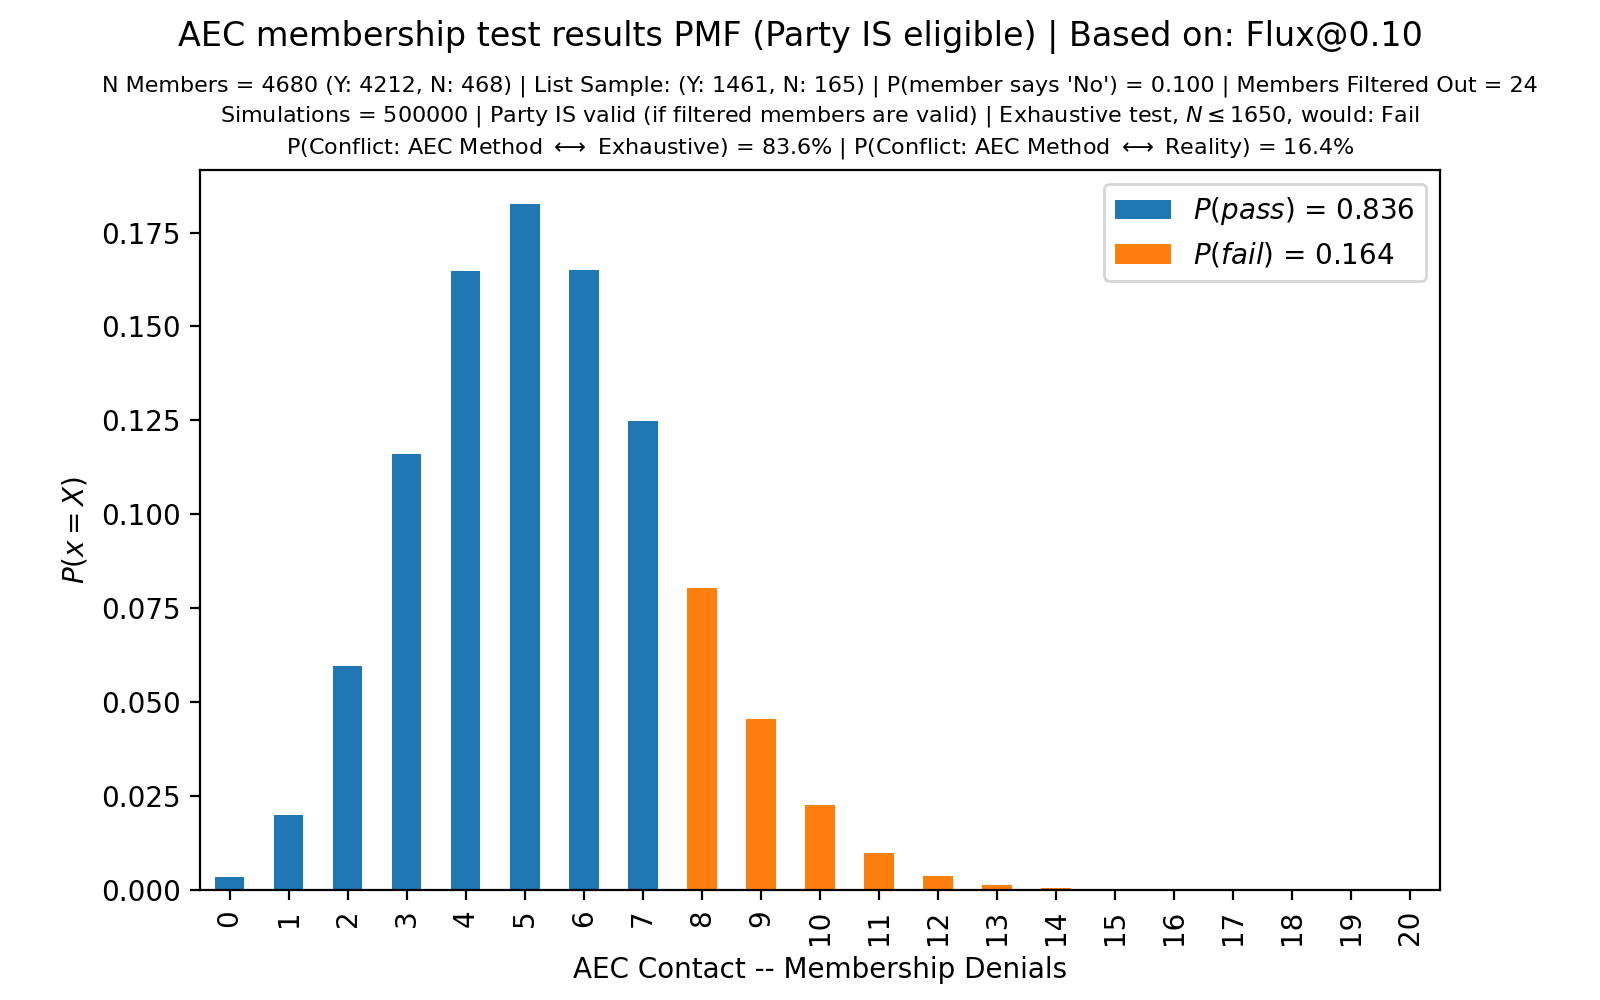 AEC membership test results PMF (Party IS eligible) | Based on: Flux@0.10
N Members = 4680 (Y: 4212, N: 468) | List Sample: (Y: 1461, N: 165) | P(member says 'No') = 0.100 | Members Filtered Out = 24
Simulations = 500000 | Party IS valid (if filtered members are valid) | Exhaustive test, N ≤ 1650, would: Fail
P(Conflict: AEC Method ⟷ Exhaustive) = 83.6% | P(Conflict: AEC Method ⟷ Reality) = 16.4%
P(pass) = 0.836
P(fail) = 0.164
0.175
0.150
0.125
0.100
0.075
0.050
0.025
0.000
P(x = X)
0 1 2 3 4 5 6 7 8 9 10 11 12 13 14 15 16 17 18 19 20
AEC Contact -- Membership Denials